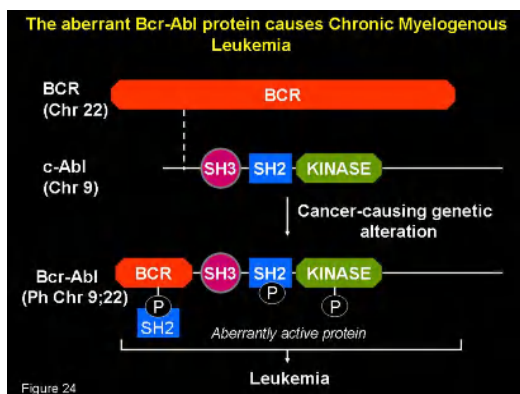 The aberrant Bcr-Abl protein causes Chronic Myelogenous
Leukemia
BCR
(Chr 22)
BCR
c-Abl
(Chr 9)
SH3
SH2
KINASE
Cancer-causing genetic
alteration
Bcr-Abl
(Ph Chr 9;22)
BCR
SH3
SH2
KINASE
P
P
P
SH2
Aberrantly active protein
Leukemia
Figure 24